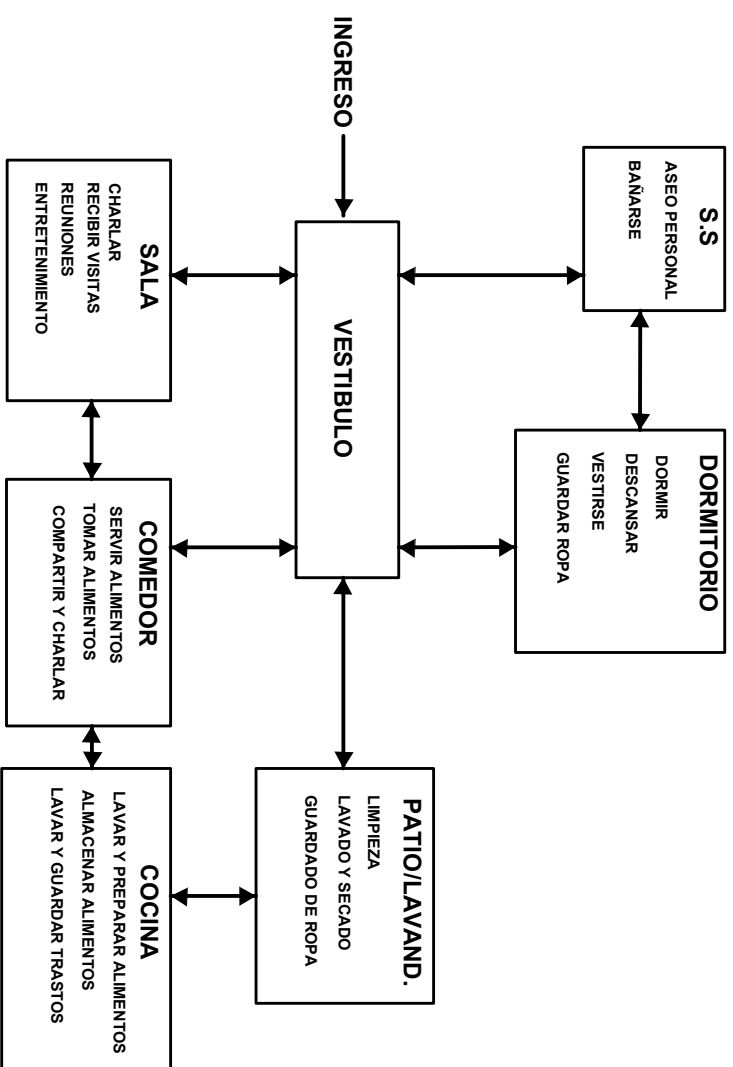 INGRESO
S.S
ASEO PERSONAL
BAÑARSE
DORMITORIO
DORMIR
DESCANSAR
VESTIRSE
GUARDAR ROPA
VESTIBULO
PATIO/LAVAND.
LIMPIEZA
LAVADO Y SECADO
GUARDADO DE ROPA
SALA
CHARLAR
RECIBIR VISITAS
REUNIONES
ENTRETENIMIENTO
COMEDOR
SERVIR ALIMENTOS
TOMAR ALIMENTOS
COMPARTIR Y CHARLAR
COCINA
LAVAR Y PREPARAR ALIMENTOS
ALMACENAR ALIMENTOS
LAVAR Y GUARDAR TRASTOS